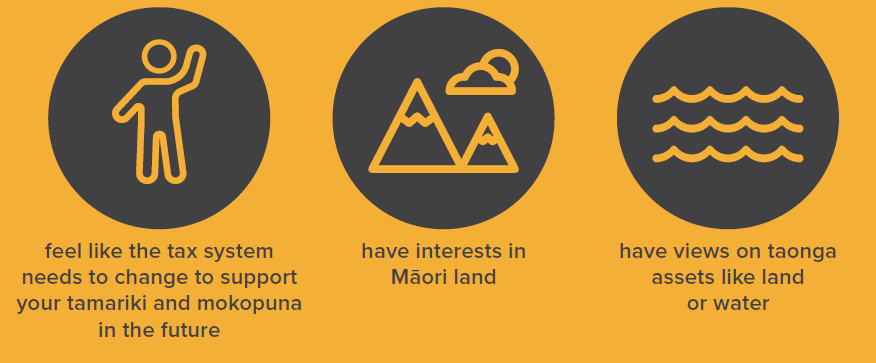 feel like the tax system
needs to change to support
your tamariki and mokopuna
in the future
have interests in
Māori land
have views on taonga
assets like land
or water